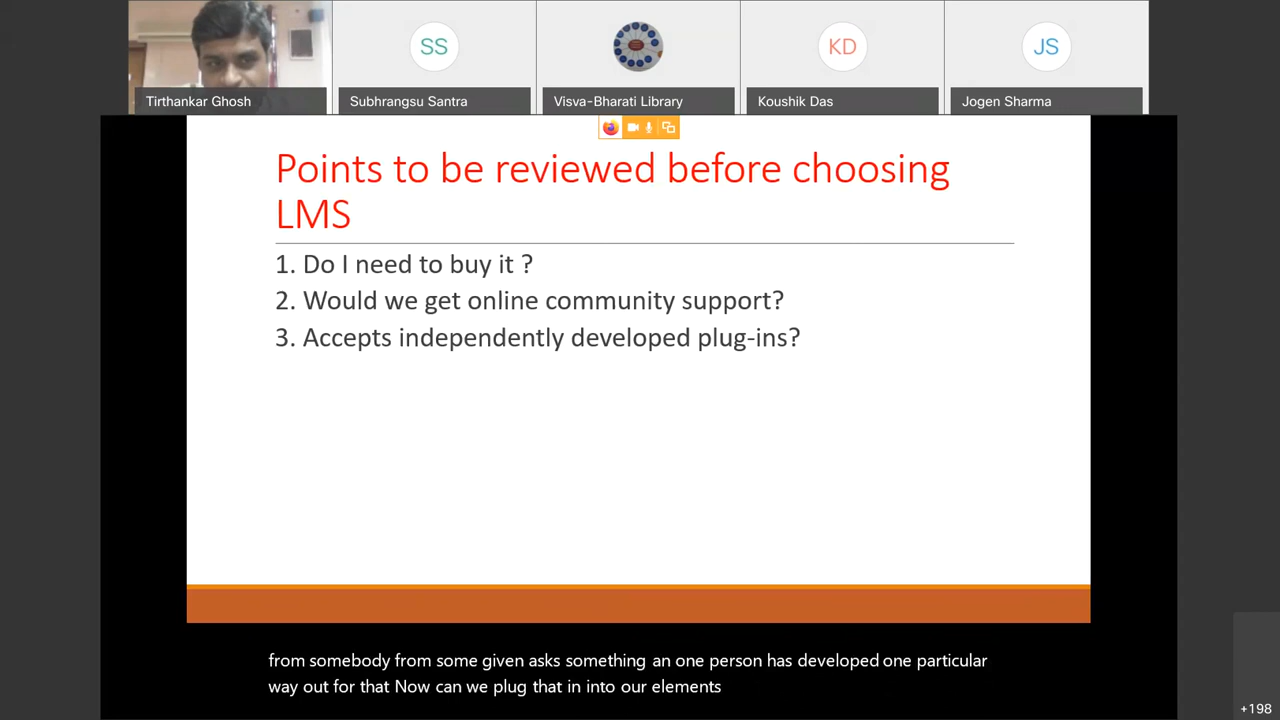 SS
KD
JS
Tirthankar Ghosh
Subhrangsu Santra
Visva-Bharati Library
Koushik Das
Jogen Sharma
Points to be reviewed before choosing
LMS
1. Do I need to buy it ?
2. Would we get online community support?
3. Accepts independently developed plug-ins?
from somebody from some given asks something an one person has developed one particular
way out for that Now can we plug that in into our elements
+198